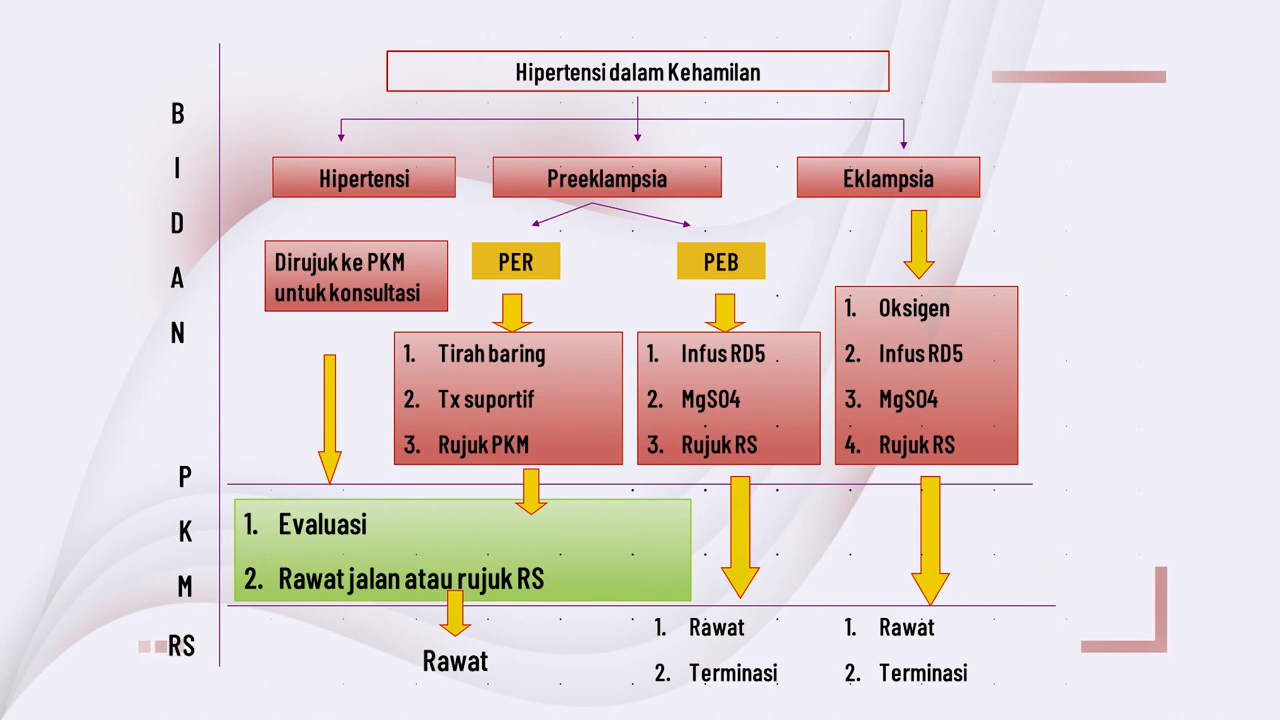 Hipertensi dalam Kehamilan
B
I
D
A
N
Hipertensi
Preeklampsia
Eklampsia
Dirujuk ke PKM
untuk konsultasi
PER
PEB
1. Tirah baring
2. Tx suportif
3. Rujuk PKM
1. Infus RD5
2. MgSO4
3. Rujuk RS
1. Oksigen
2. Infus RD5
3. MgSO4
4. Rujuk RS
P
K
M
1. Evaluasi
2. Rawat jalan atau rujuk RS
RS
Rawat
1. Rawat
2. Terminasi
1. Rawat
2. Terminasi